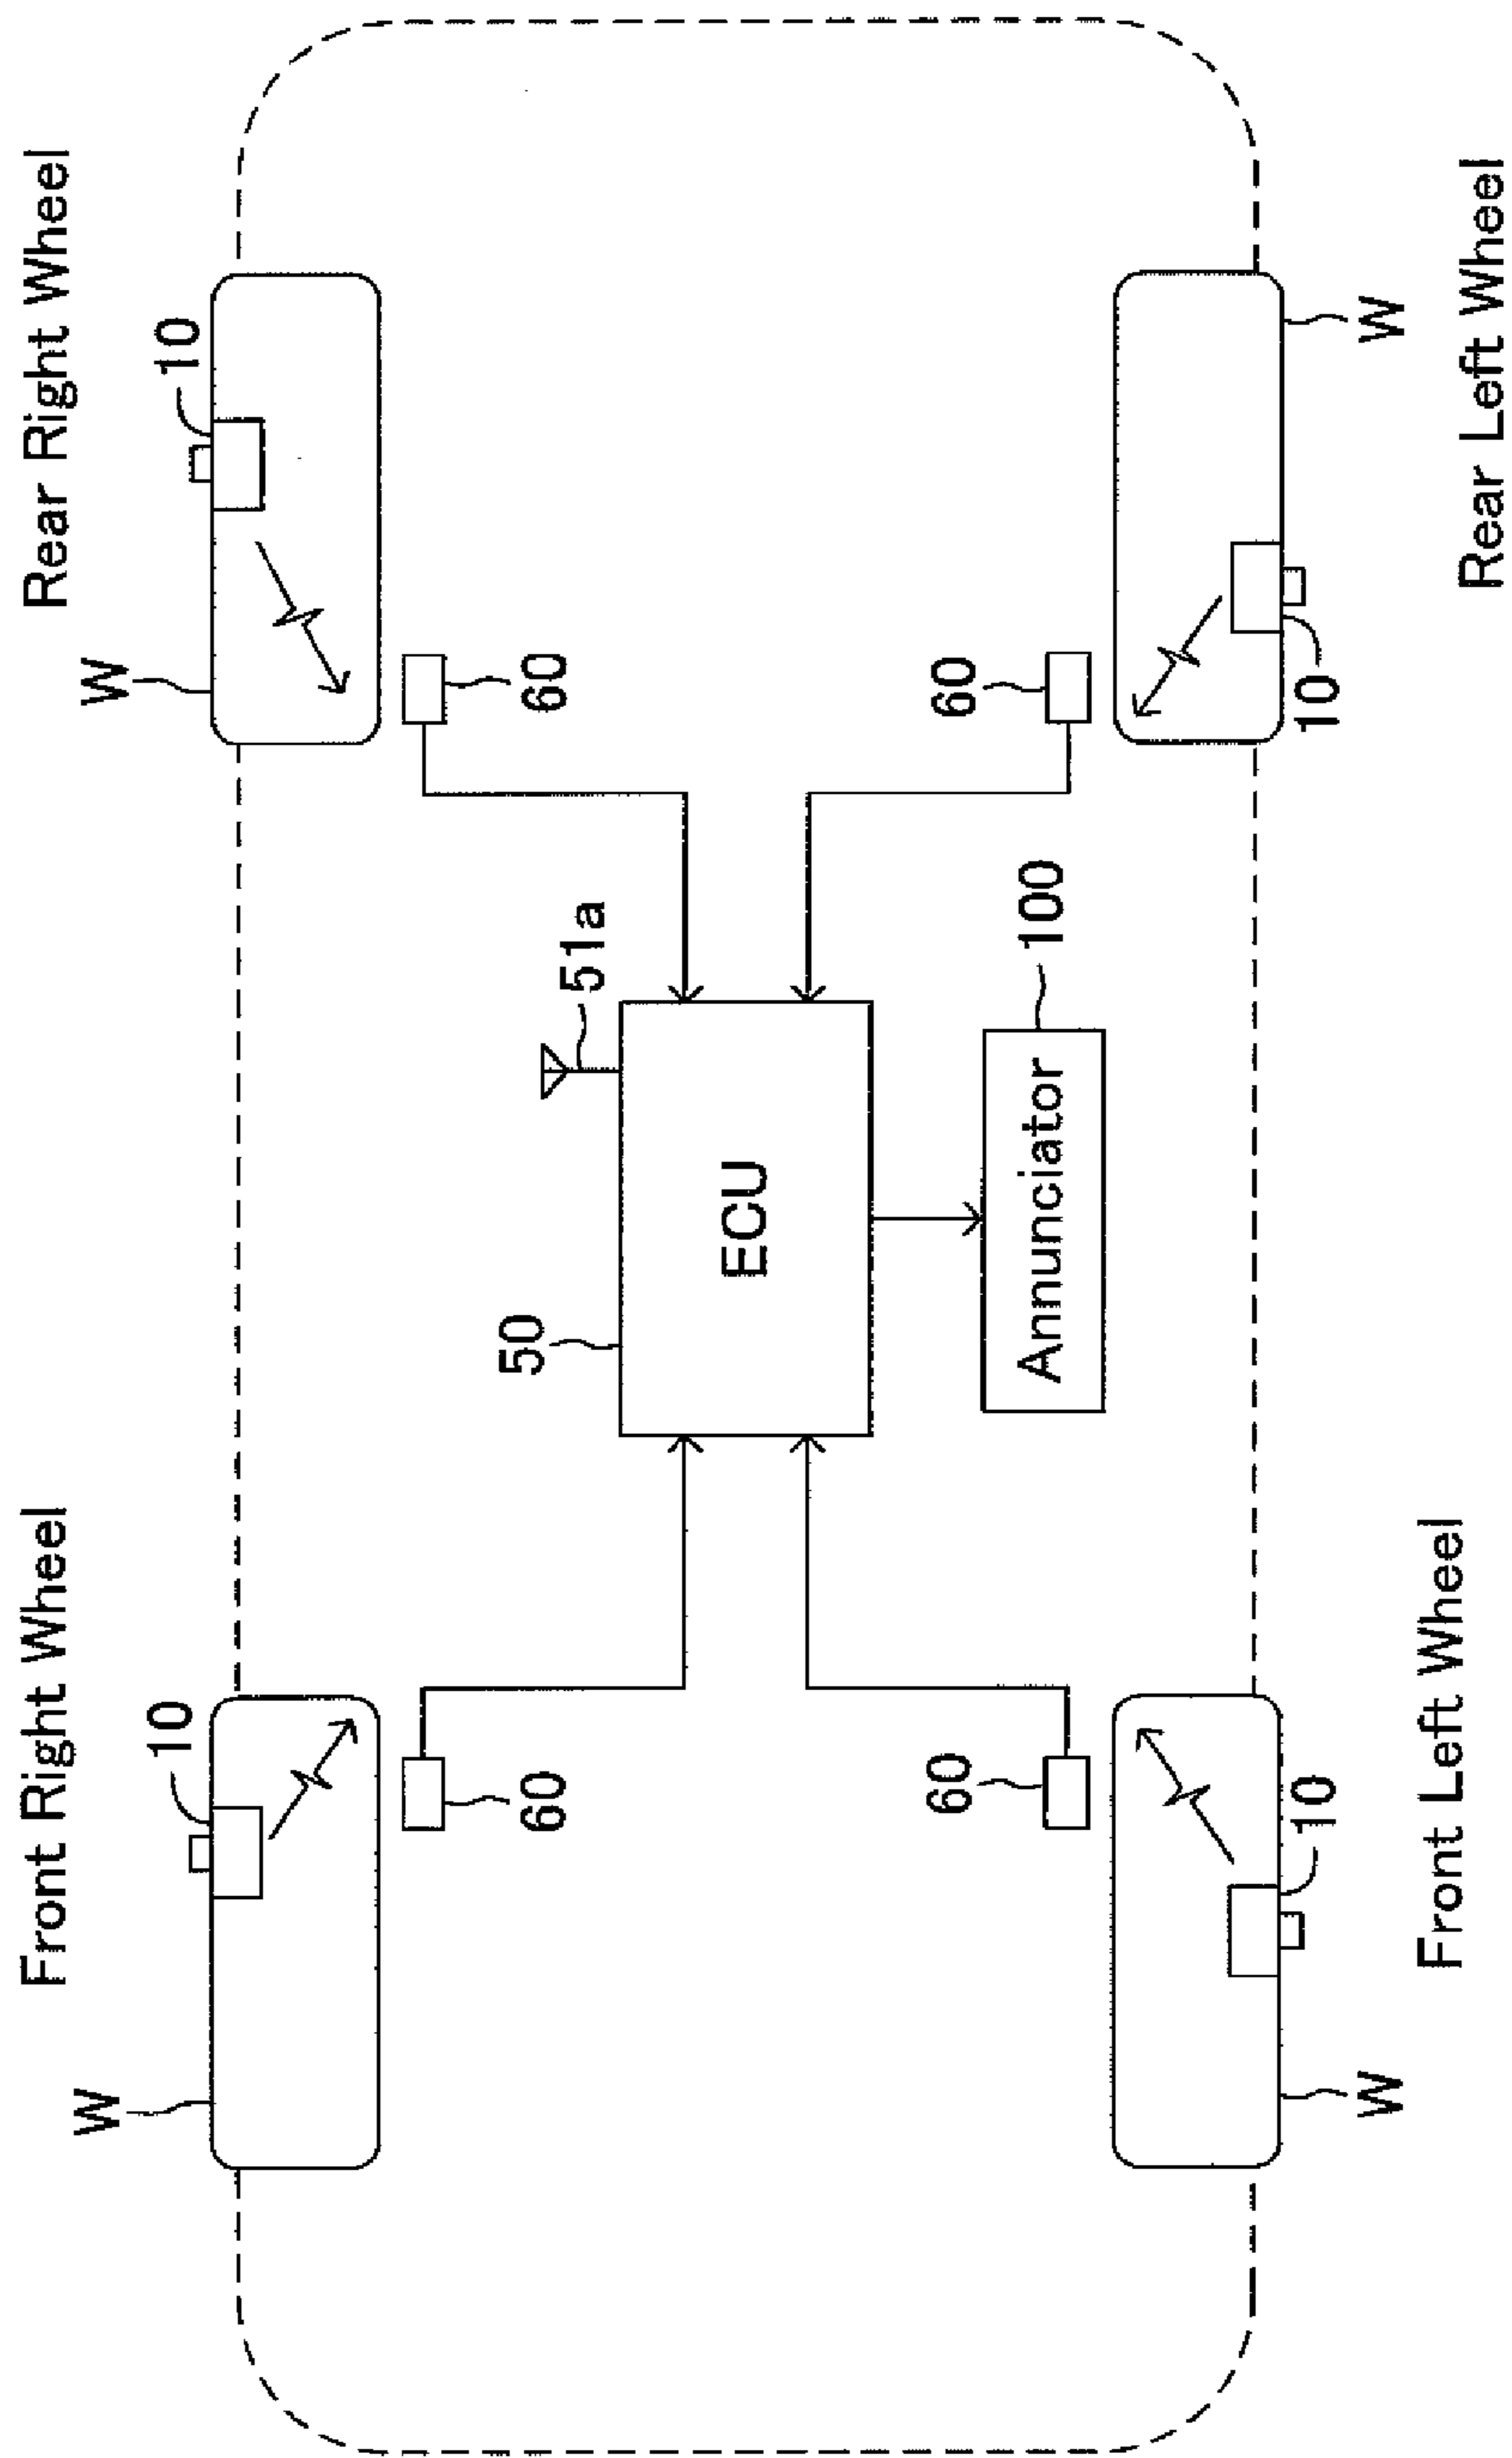 Front Right Wheel
Rear Right Wheel
W
10
W
10
60
50
51a
60
ECU
60
60
Annunciator
100
10
10
W
W
Front Left Wheel
Rear Left Wheel